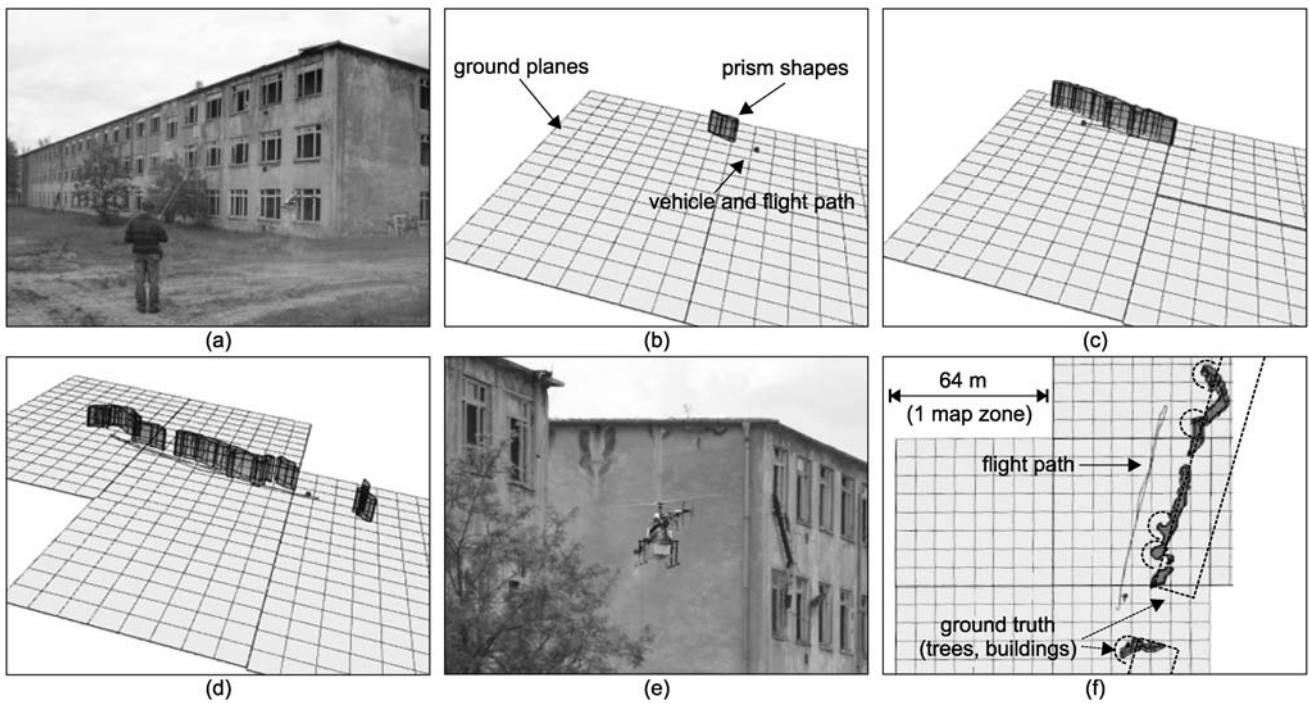 ground planes
prism shapes
vehicle and flight path
(a)
(b)
(c)
64 m
(1 map zone)
flight path
ground truth
(trees, buildings)
(d)
(e)
(f)